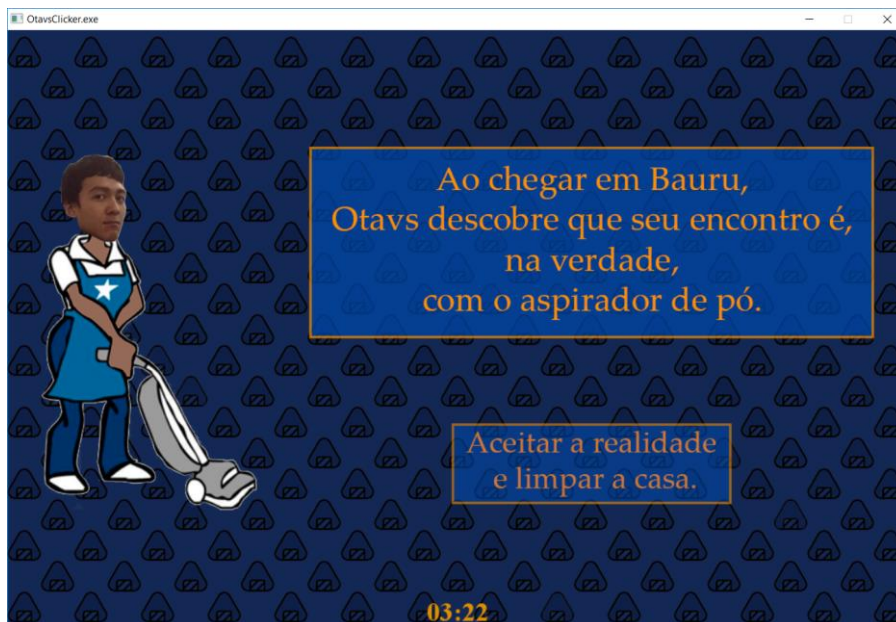 OtavsClicker.exe
Ao chegar em Bauru,
Otavs descobre que seu encontro é,
na verdade,
com o aspirador de pó.
Aceitar a realidade
e limpar a casa.
03:22